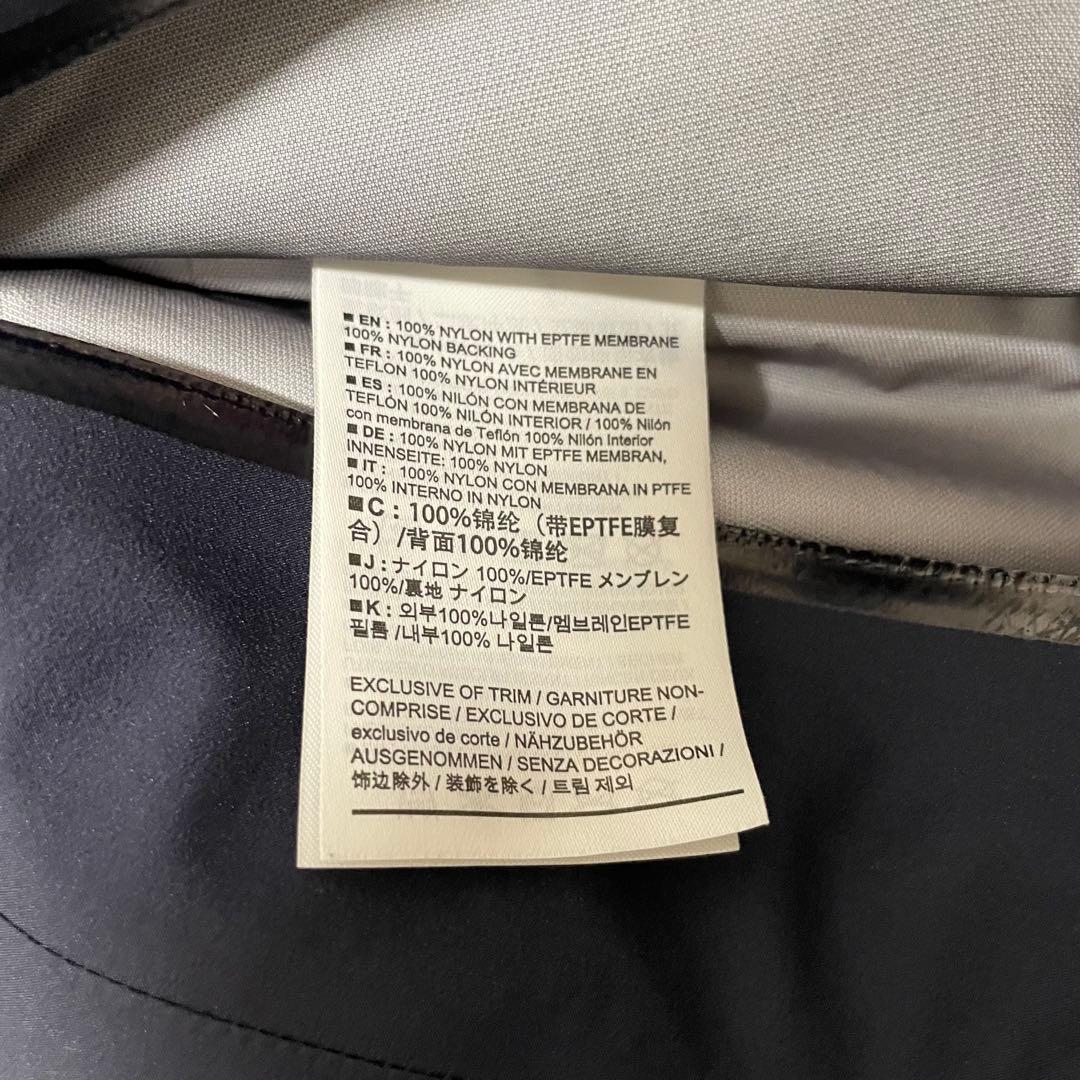 ■ EN : 100% NYLON WITH EPTFE MEMBRANE
100% NYLON BACKING
■ FR : 100% NYLON AVEC MEMBRANE EN
TEFLON 100% NYLON INTÉRIEUR
■ ES : 100% NILÓN CON MEMBRANA DE
TEFLÓN 100% NILÓN INTERIOR / 100% Nilón
con membrana de Teflón 100% Nilón Interior
■ DE : 100% NYLON MIT EPTFE MEMBRAN,
INNENSEITE: 100% NYLON
■ IT : 100% NYLON CON MEMBRANA IN PTFE
100% INTERNO IN NYLON
■ C : 100%锦纶（带EPTFE膜复
合）/背面100%锦纶
■ J : ナイロン 100%/EPTFE メンブレン
100%/裏地 ナイロン
■ K : 외부100%나일론/멤브레인EPTFE
필름 /내부100% 나일론
EXCLUSIVE OF TRIM / GARNITURE NON-
COMPRISE / EXCLUSIVO DE CORTE /
exclusivo de corte / NÄHZUBEHÖR
AUSGENOMMEN / SENZA DECORAZIONI /
饰边除外 / 装飾を除く / 트림 제외